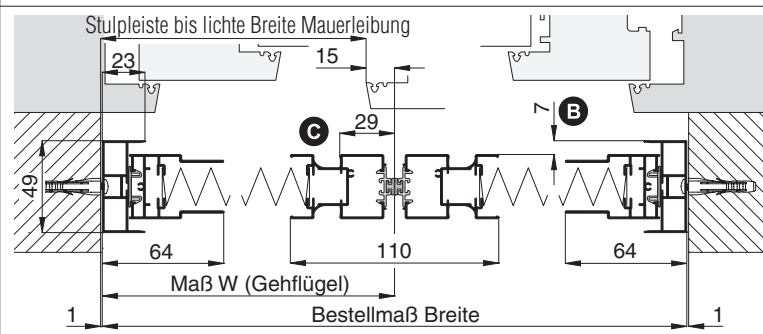 Stulpleiste bis lichte Breite Mauerleibung
23
15
C
29
7
B
49
64
110
64
Maß W (Gehflügel)
1
Bestellmaß Breite
1